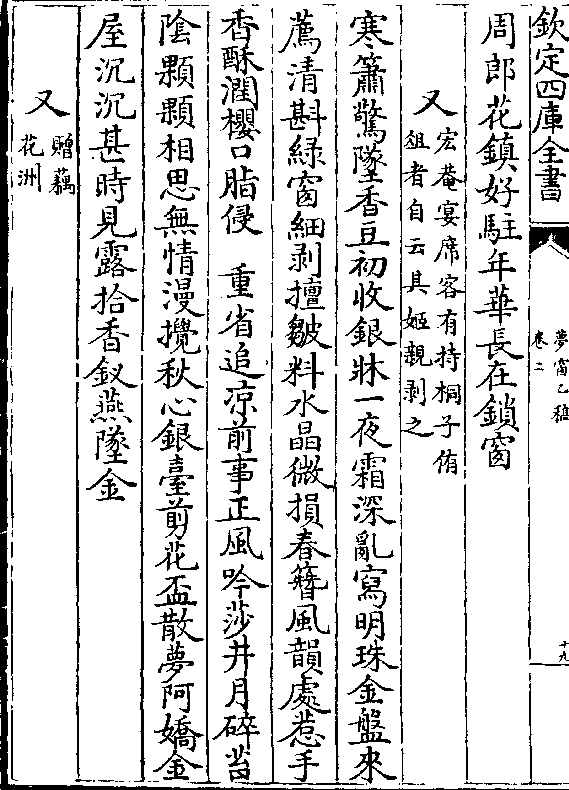 欽定四庫全書
夢窗乙稿
卷二
十九
周郎花鎮好駐年華長在鎖窗
又
宏菴宴席客有持桐子侑
俎者自云其姬親剥之
寒簫驚墜香豆初收銀牀一夜霜深亂寫明珠金盤來
薦清斟綠窗細剥擅皺料水晶微損春簪風韻處惹手
香酥潤櫻口脂侵　重省追凉前事正風吟莎井月碎苔
陰顆顆相思無情漫攪秋心銀臺剪花盃散夢阿嬌金
屋沉沉甚時見露拾香釵燕墜金
又
贈藕
花洲